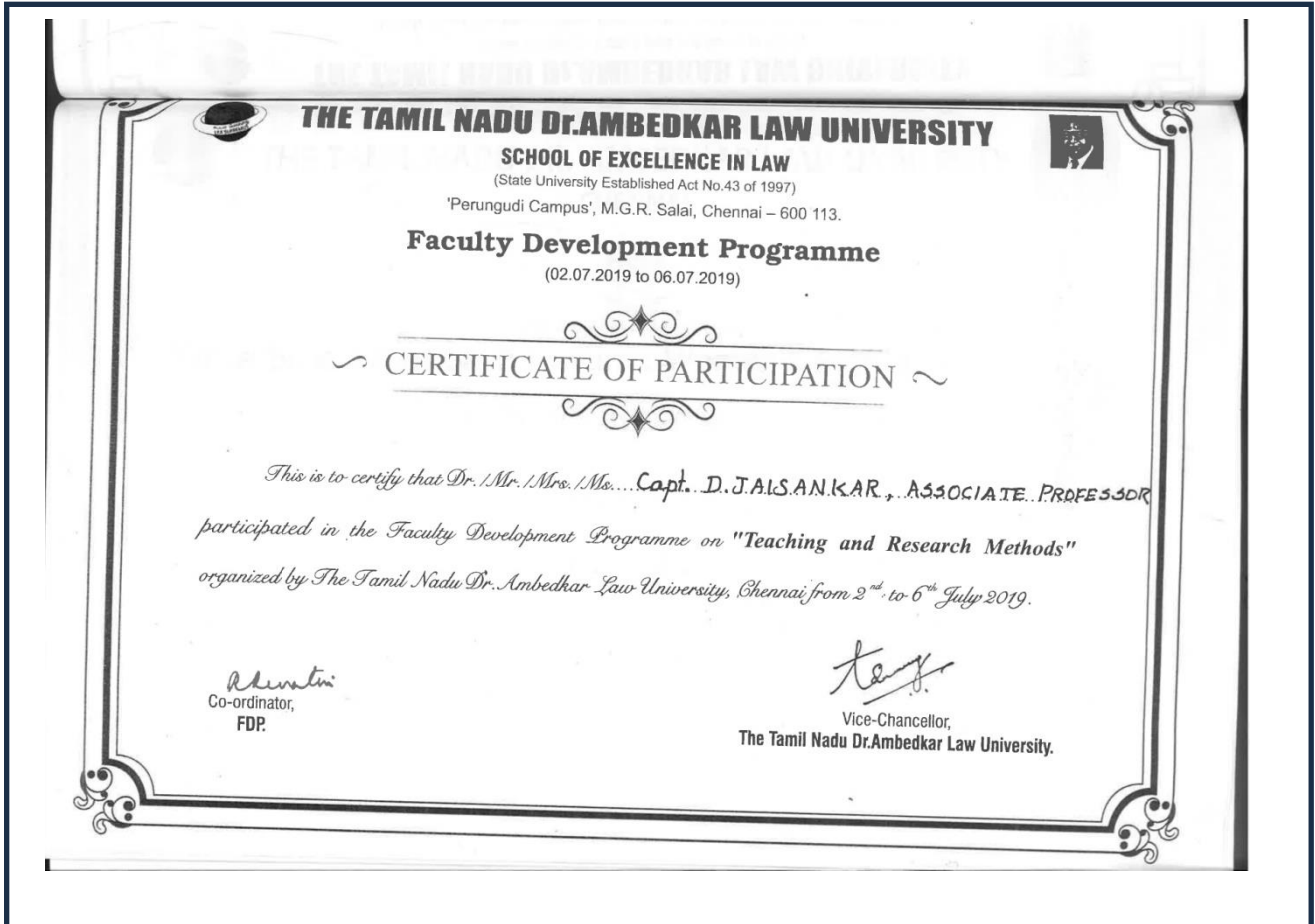 THE TAMIL NADU Dr.AMBEDKAR LAW UNIVERSITY
SCHOOL OF EXCELLENCE IN LAW
(State University Established Act No.43 of 1997)
'Perungudi Campus', M.G.R. Salai, Chennai – 600 113.
Faculty Development Programme
(02.07.2019 to 06.07.2019)
CERTIFICATE OF PARTICIPATION
This is to certify that Dr./Mr./Mrs./Ms....Capt. D.JAISANKAR, ASSOCIATE PROFESSOR
participated in the Faculty Development Programme on "Teaching and Research Methods"
organized by The Tamil Nadu Dr. Ambedkar Law University, Chennai from 2nd to 6th July 2019.
Co-ordinator,
FDP.
Vice-Chancellor,
The Tamil Nadu Dr.Ambedkar Law University.